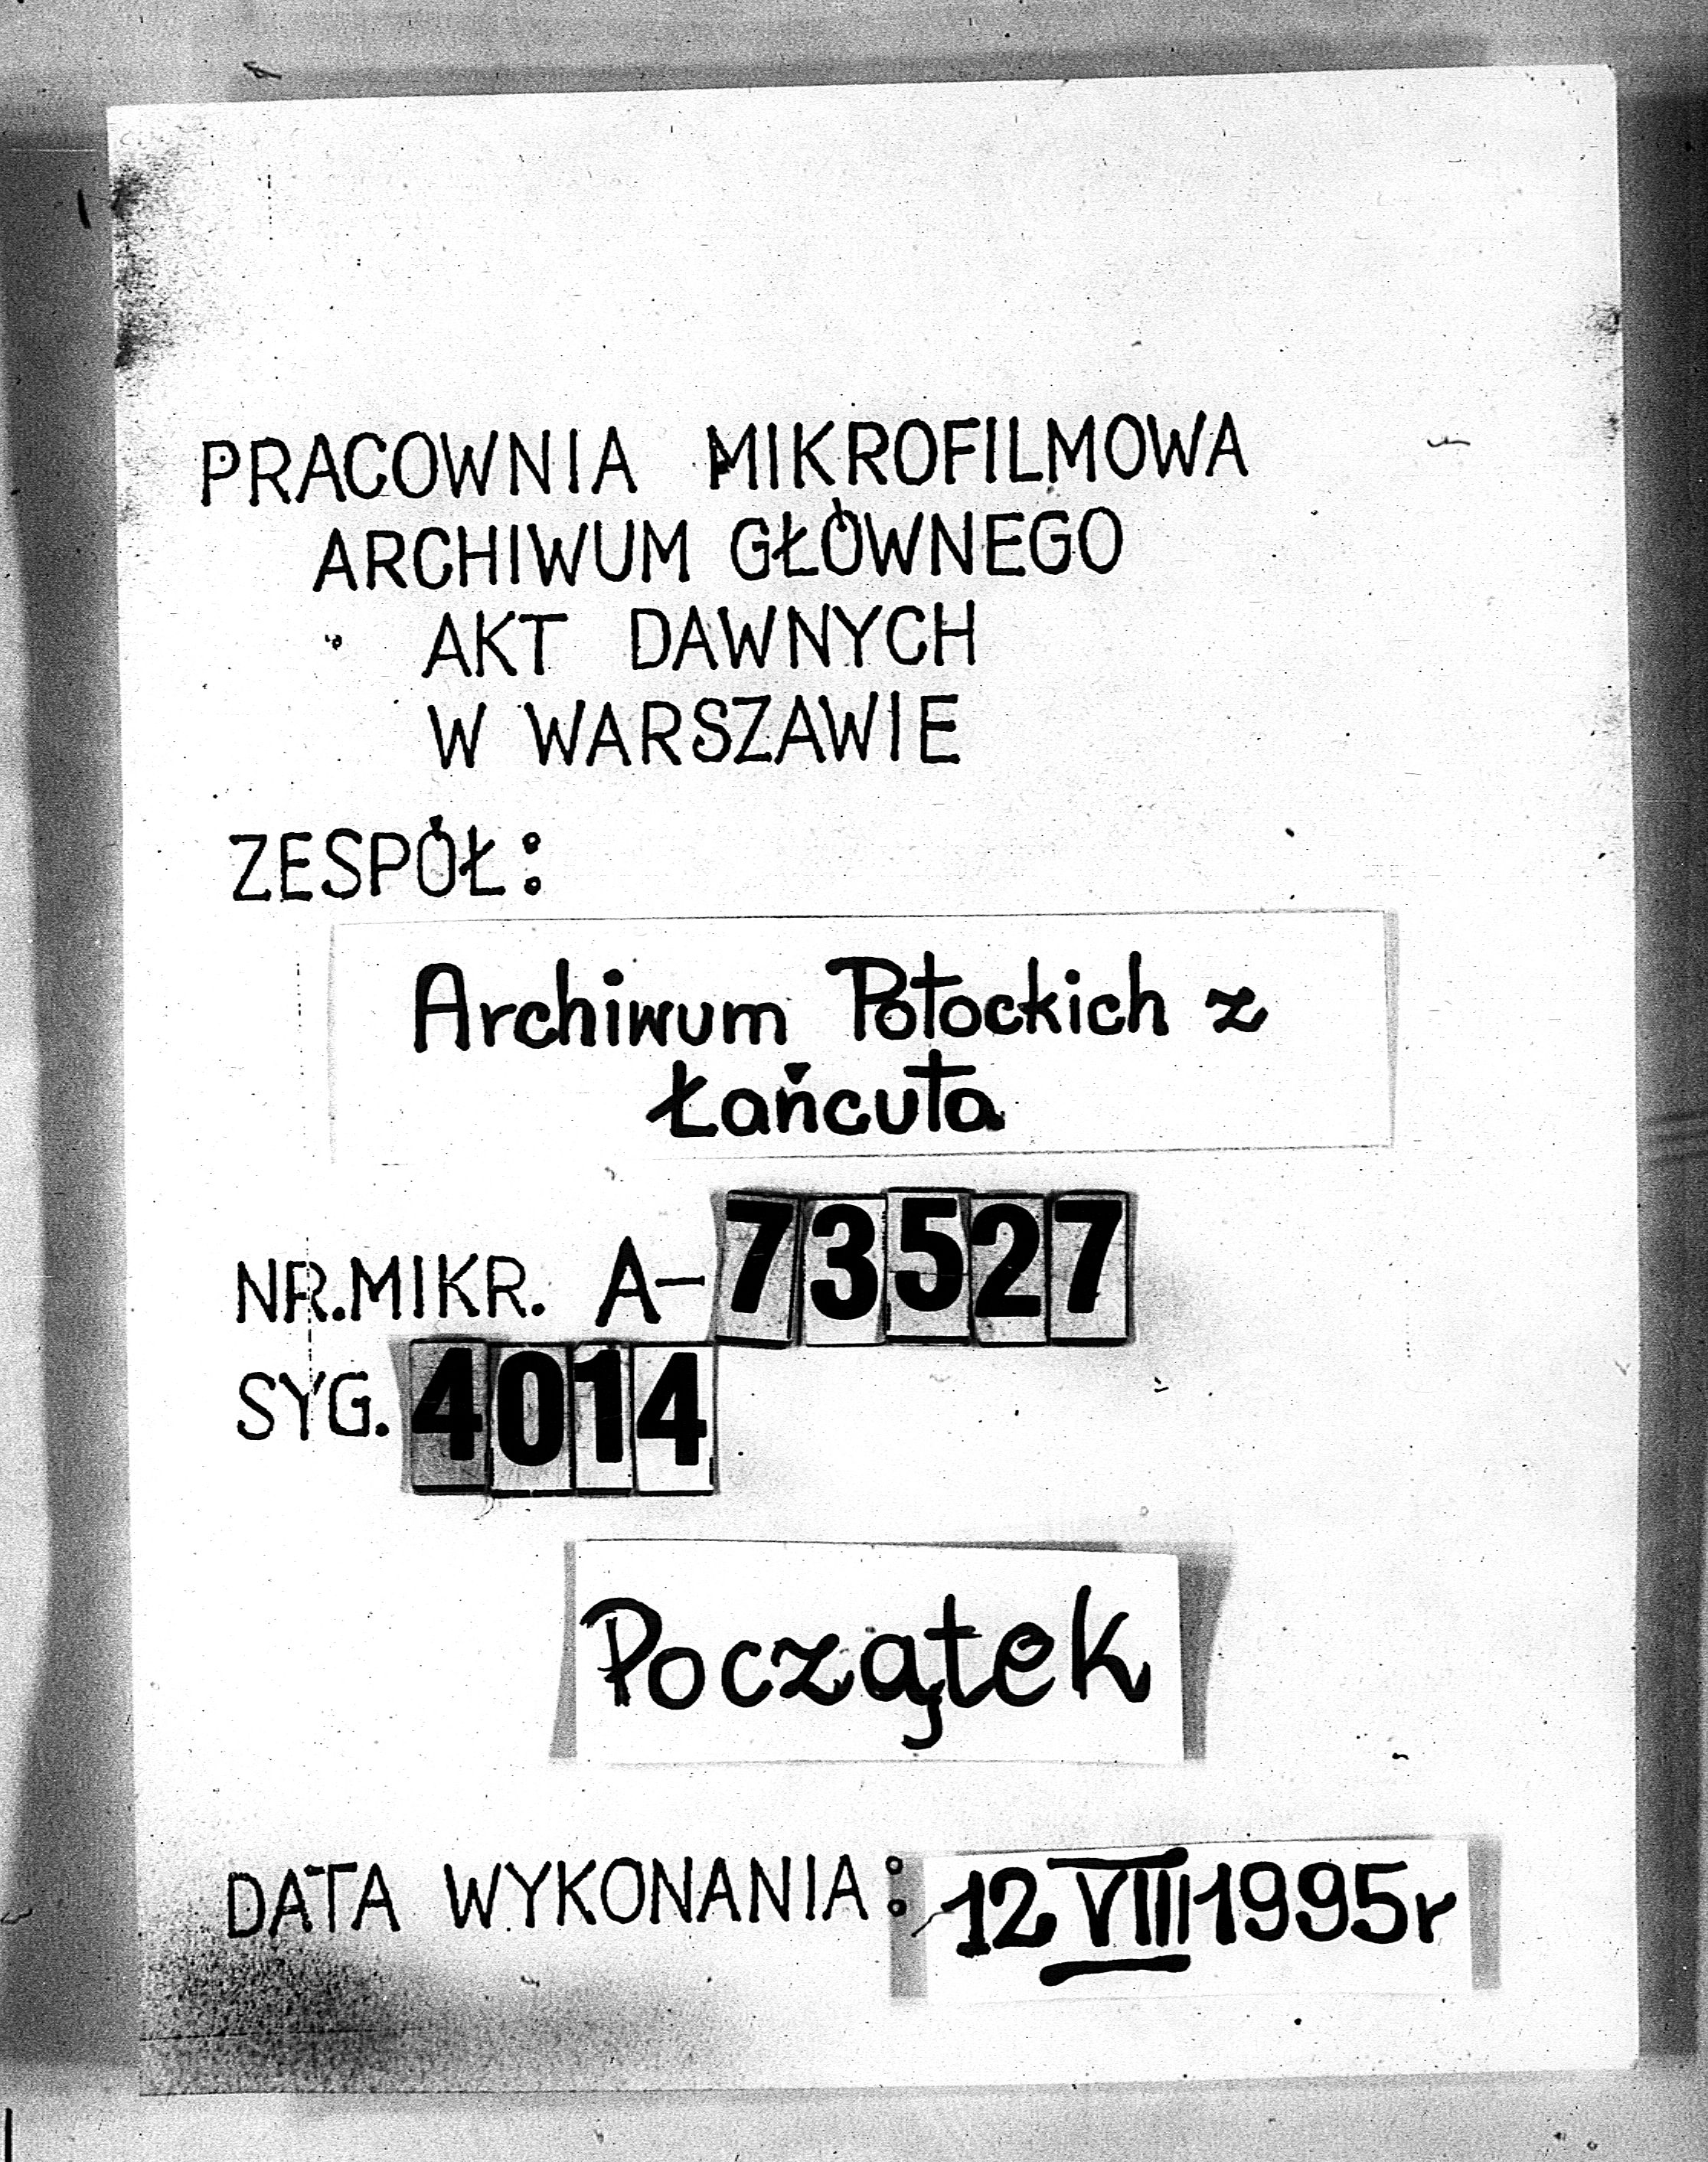 PRACOWNIA MIKROFILMOWA
ARCHIWUM GŁÓWNEGO
AKT DAWNYCH
W WARSZAWIE
ZESPÓŁ:
Archiwum Potockich z
Łańcuta
NR.MIKR. A-73527
SYG. 4014
Początek
DATA WYKONANIA: 12 VIII 1995r